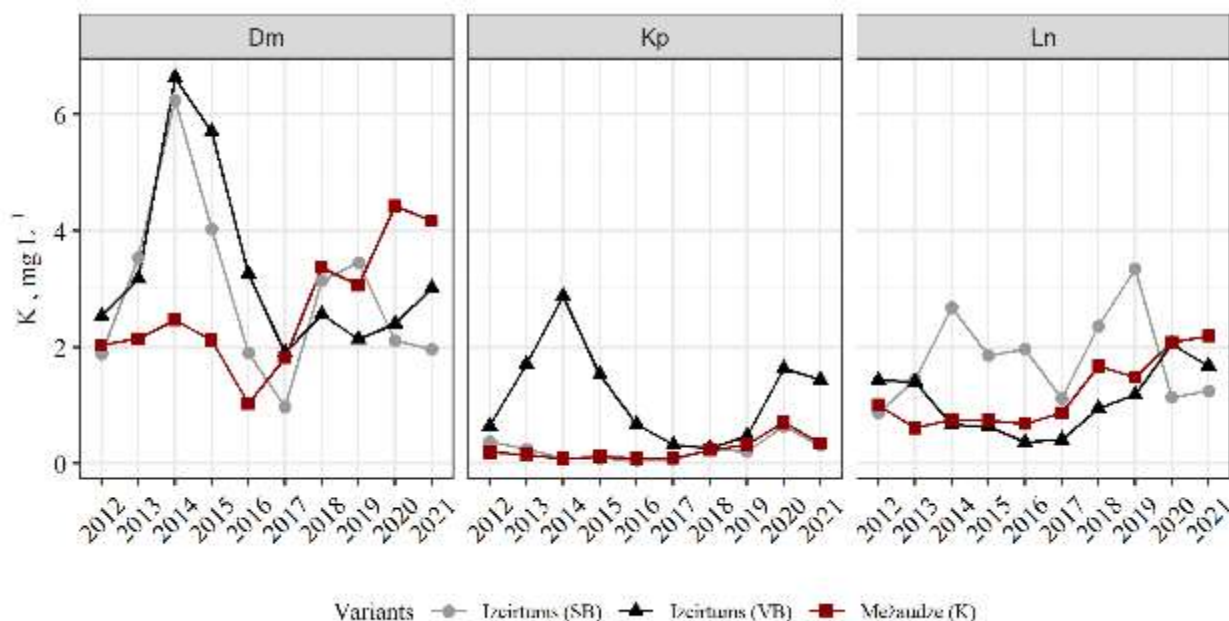 Dm Kp Ln
K, mg L⁻¹
6
4
2
0
2012 2013 2014 2015 2016 2017 2018 2019 2020 2021 2012 2013 2014 2015 2016 2017 2018 2019 2020 2021 2012 2013 2014 2015 2016 2017 2018 2019 2020 2021
Variants Izcirtums (SB) Izcirtums (VB) Mežaudze (K)